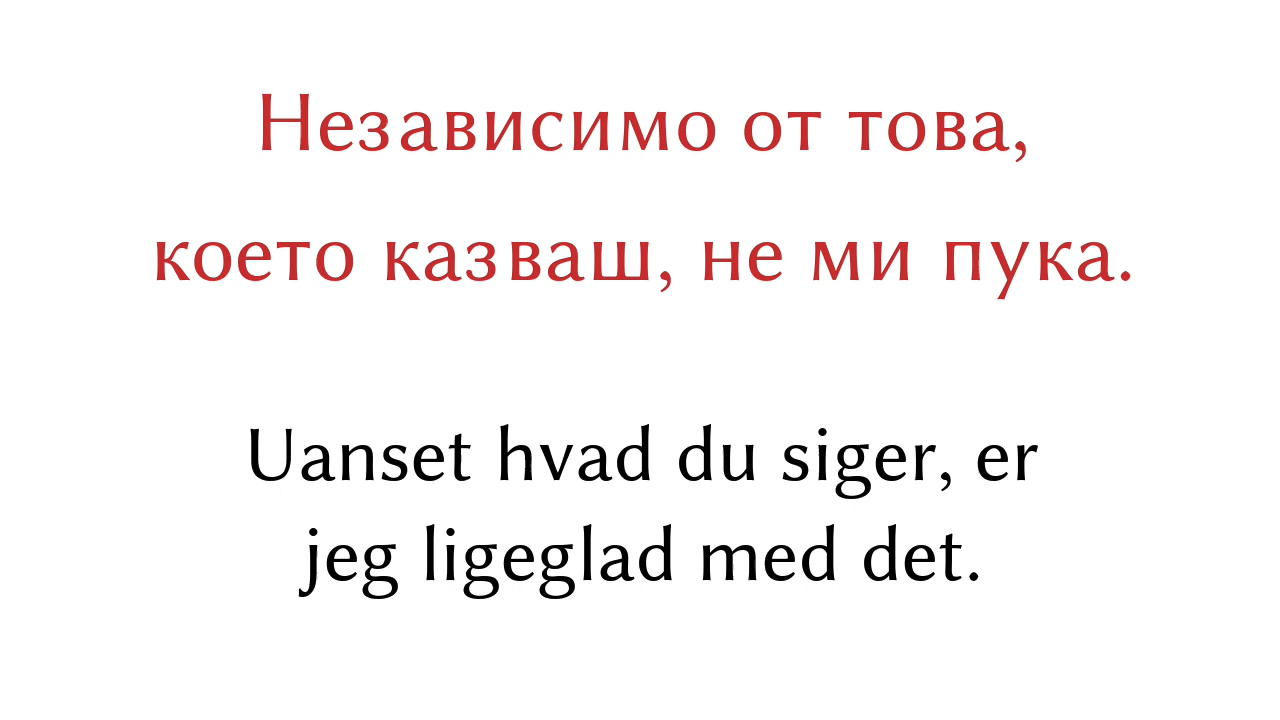 Независимо от това,
което казваш, не ми пука.
Uanset hvad du siger, er
jeg ligeglad med det.